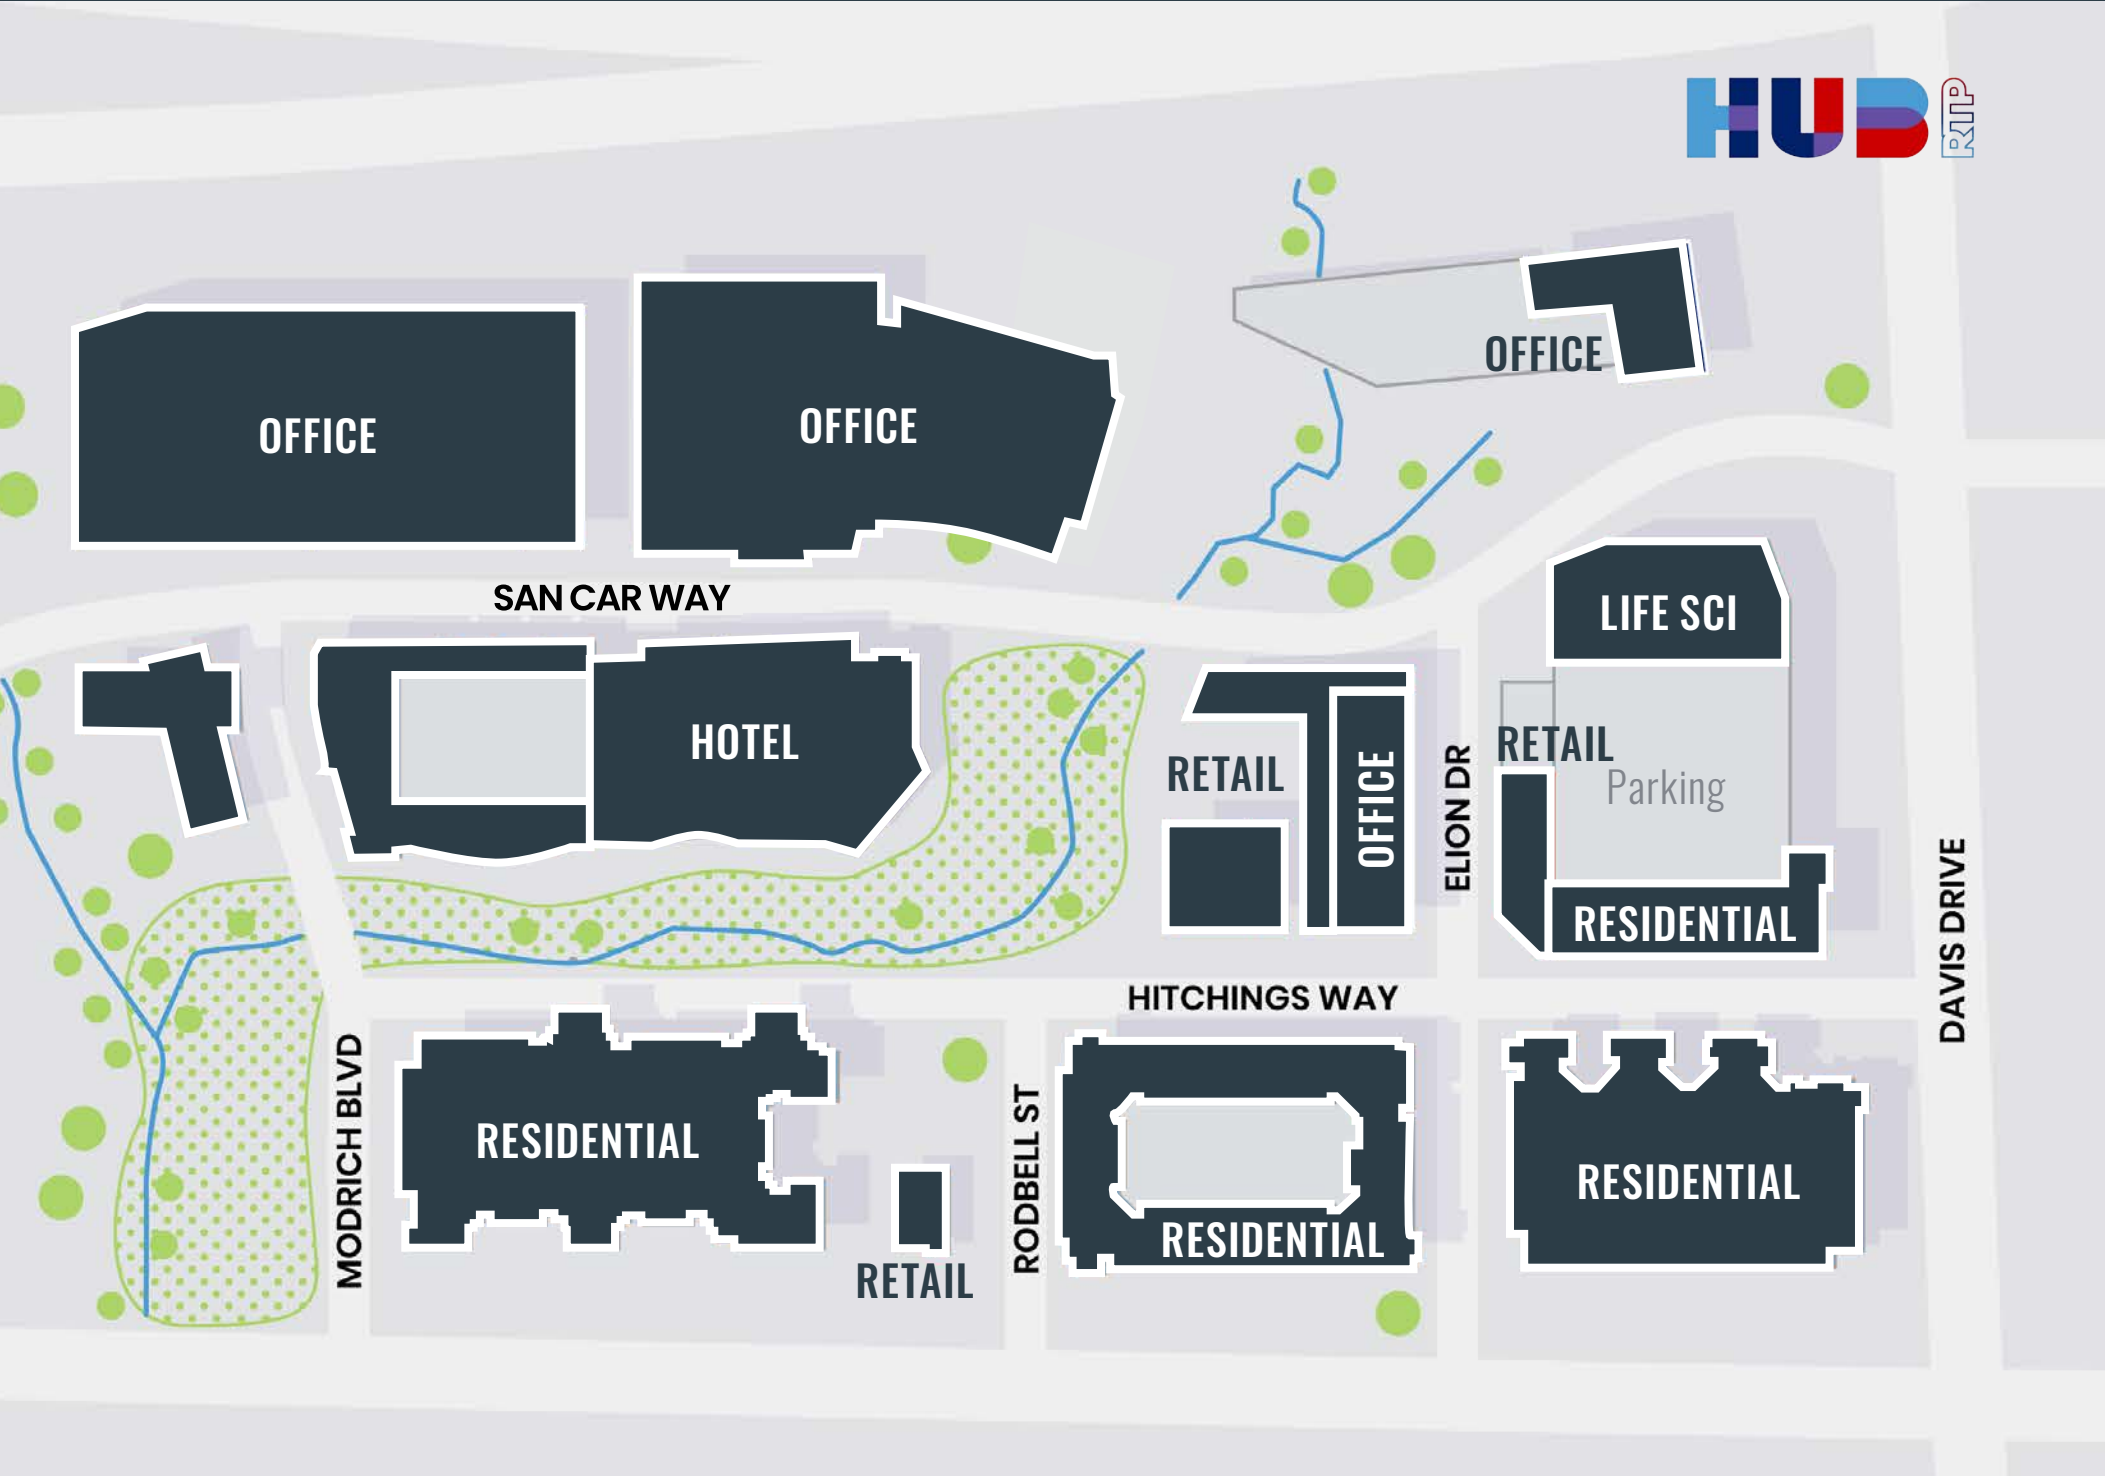 HUB RTP
OFFICE
OFFICE
OFFICE
SAN CAR WAY
LIFE SCI
HOTEL
RETAIL
OFFICE
ELION DR
RETAIL
Parking
RESIDENTIAL
DAVIS DRIVE
HITCHINGS WAY
MODRICH BLVD
RESIDENTIAL
RETAIL
RODBELL ST
RESIDENTIAL
RESIDENTIAL